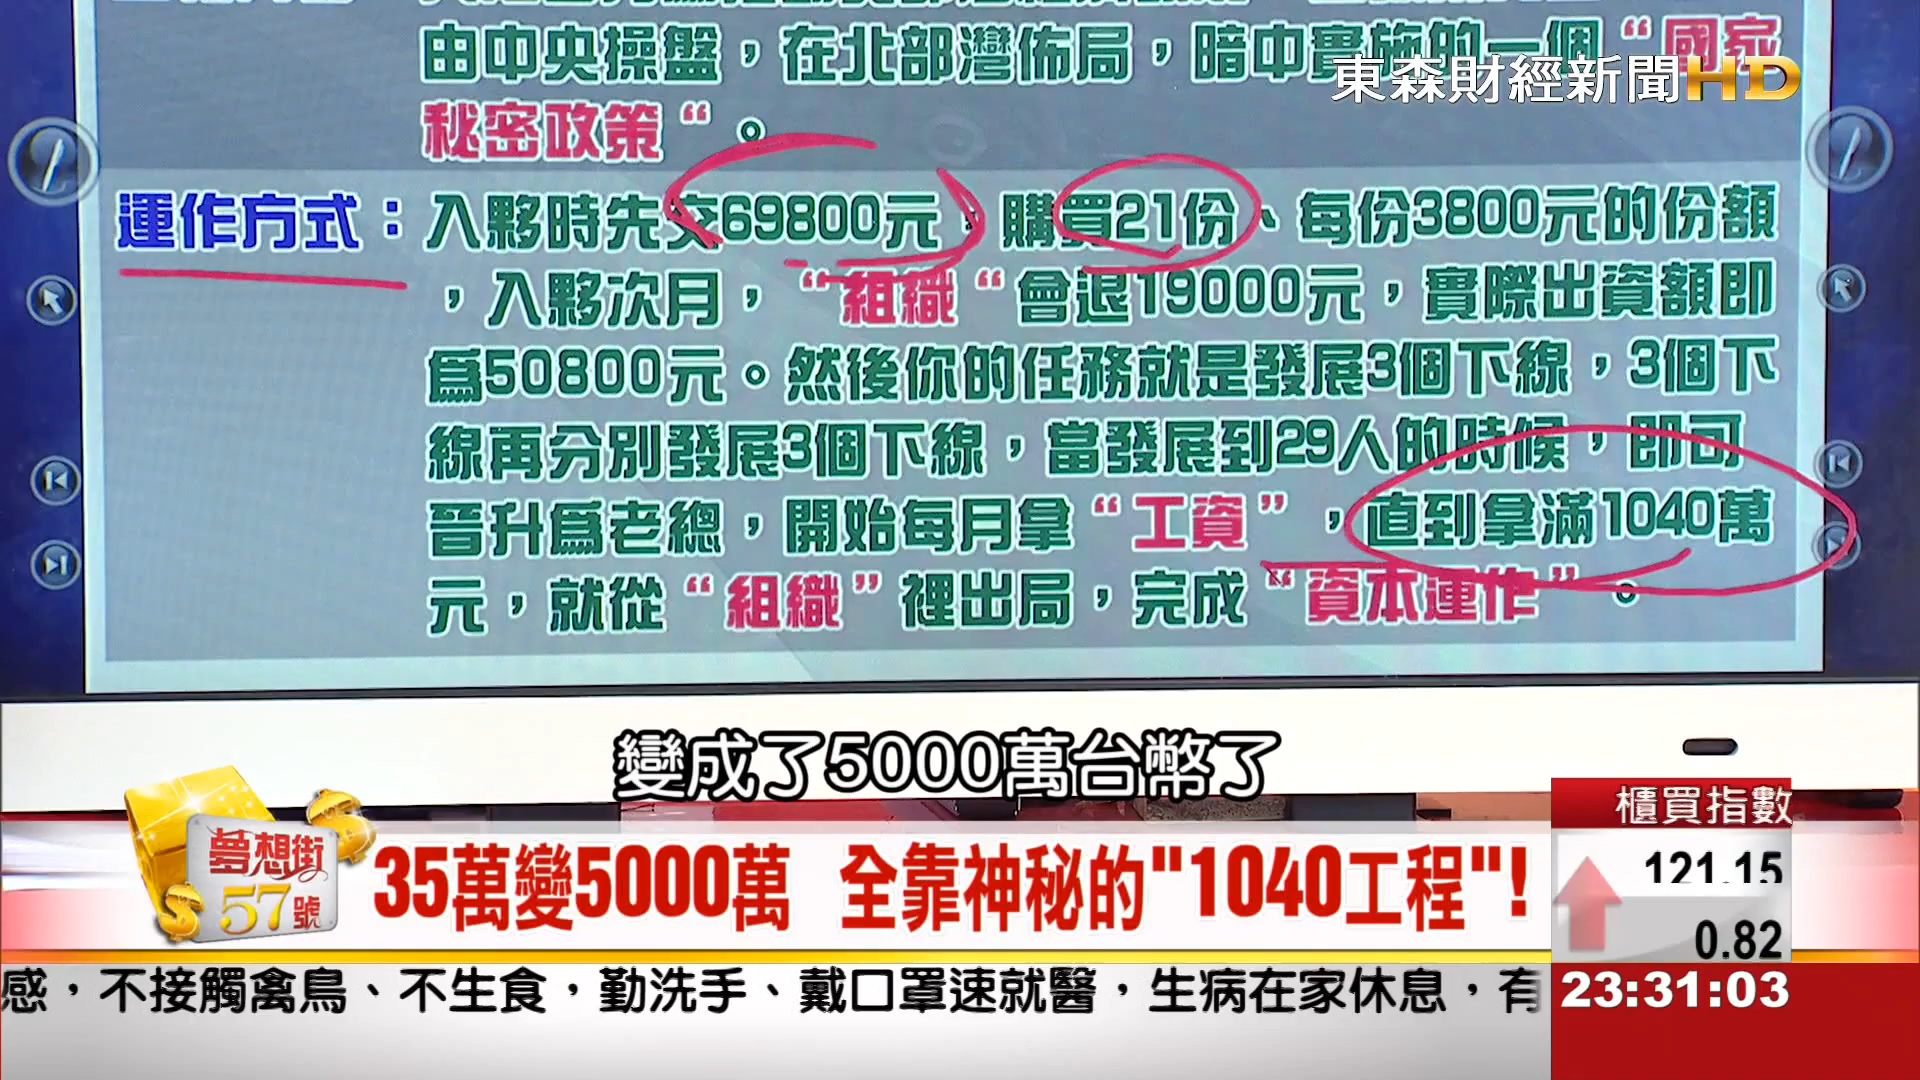 由中央操盤，在北部灣佈局，暗中實施的一個“國家
秘密政策“。
東森財經新聞HD
運作方式：入夥時先交69800元，購買21份、每份3800元的份額
，入夥次月，“組織“會退19000元，實際出資額即
為50800元。然後你的任務就是發展3個下線，3個下
線再分別發展3個下線，當發展到29人的時候，即可
晉升為老總，開始每月拿“工資”，直到拿滿1040萬
元，就從“組織”裡出局，完成“資本運作”。
變成了5000萬台幣了
夢想街
57號
35萬變5000萬 全靠神秘的"1040工程"!
櫃買指數
121.15
0.82
感，不接觸禽鳥、不生食，勤洗手、戴口罩速就醫，生病在家休息，有
23:31:03